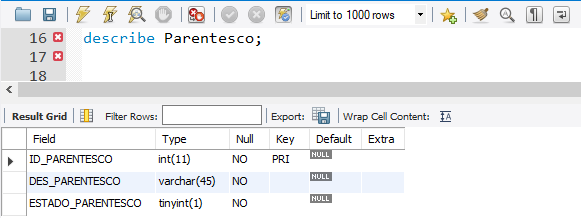 Limit to 1000 rows
16 describe Parentesco;
17
18
Result Grid Filter Rows: Export: Wrap Cell Content:
Field Type Null Key Default Extra
ID_PARENTESCO int(11) NO PRI NULL
DES_PARENTESCO varchar(45) NO NULL
ESTADO_PARENTESCO tinyint(1) NO NULL